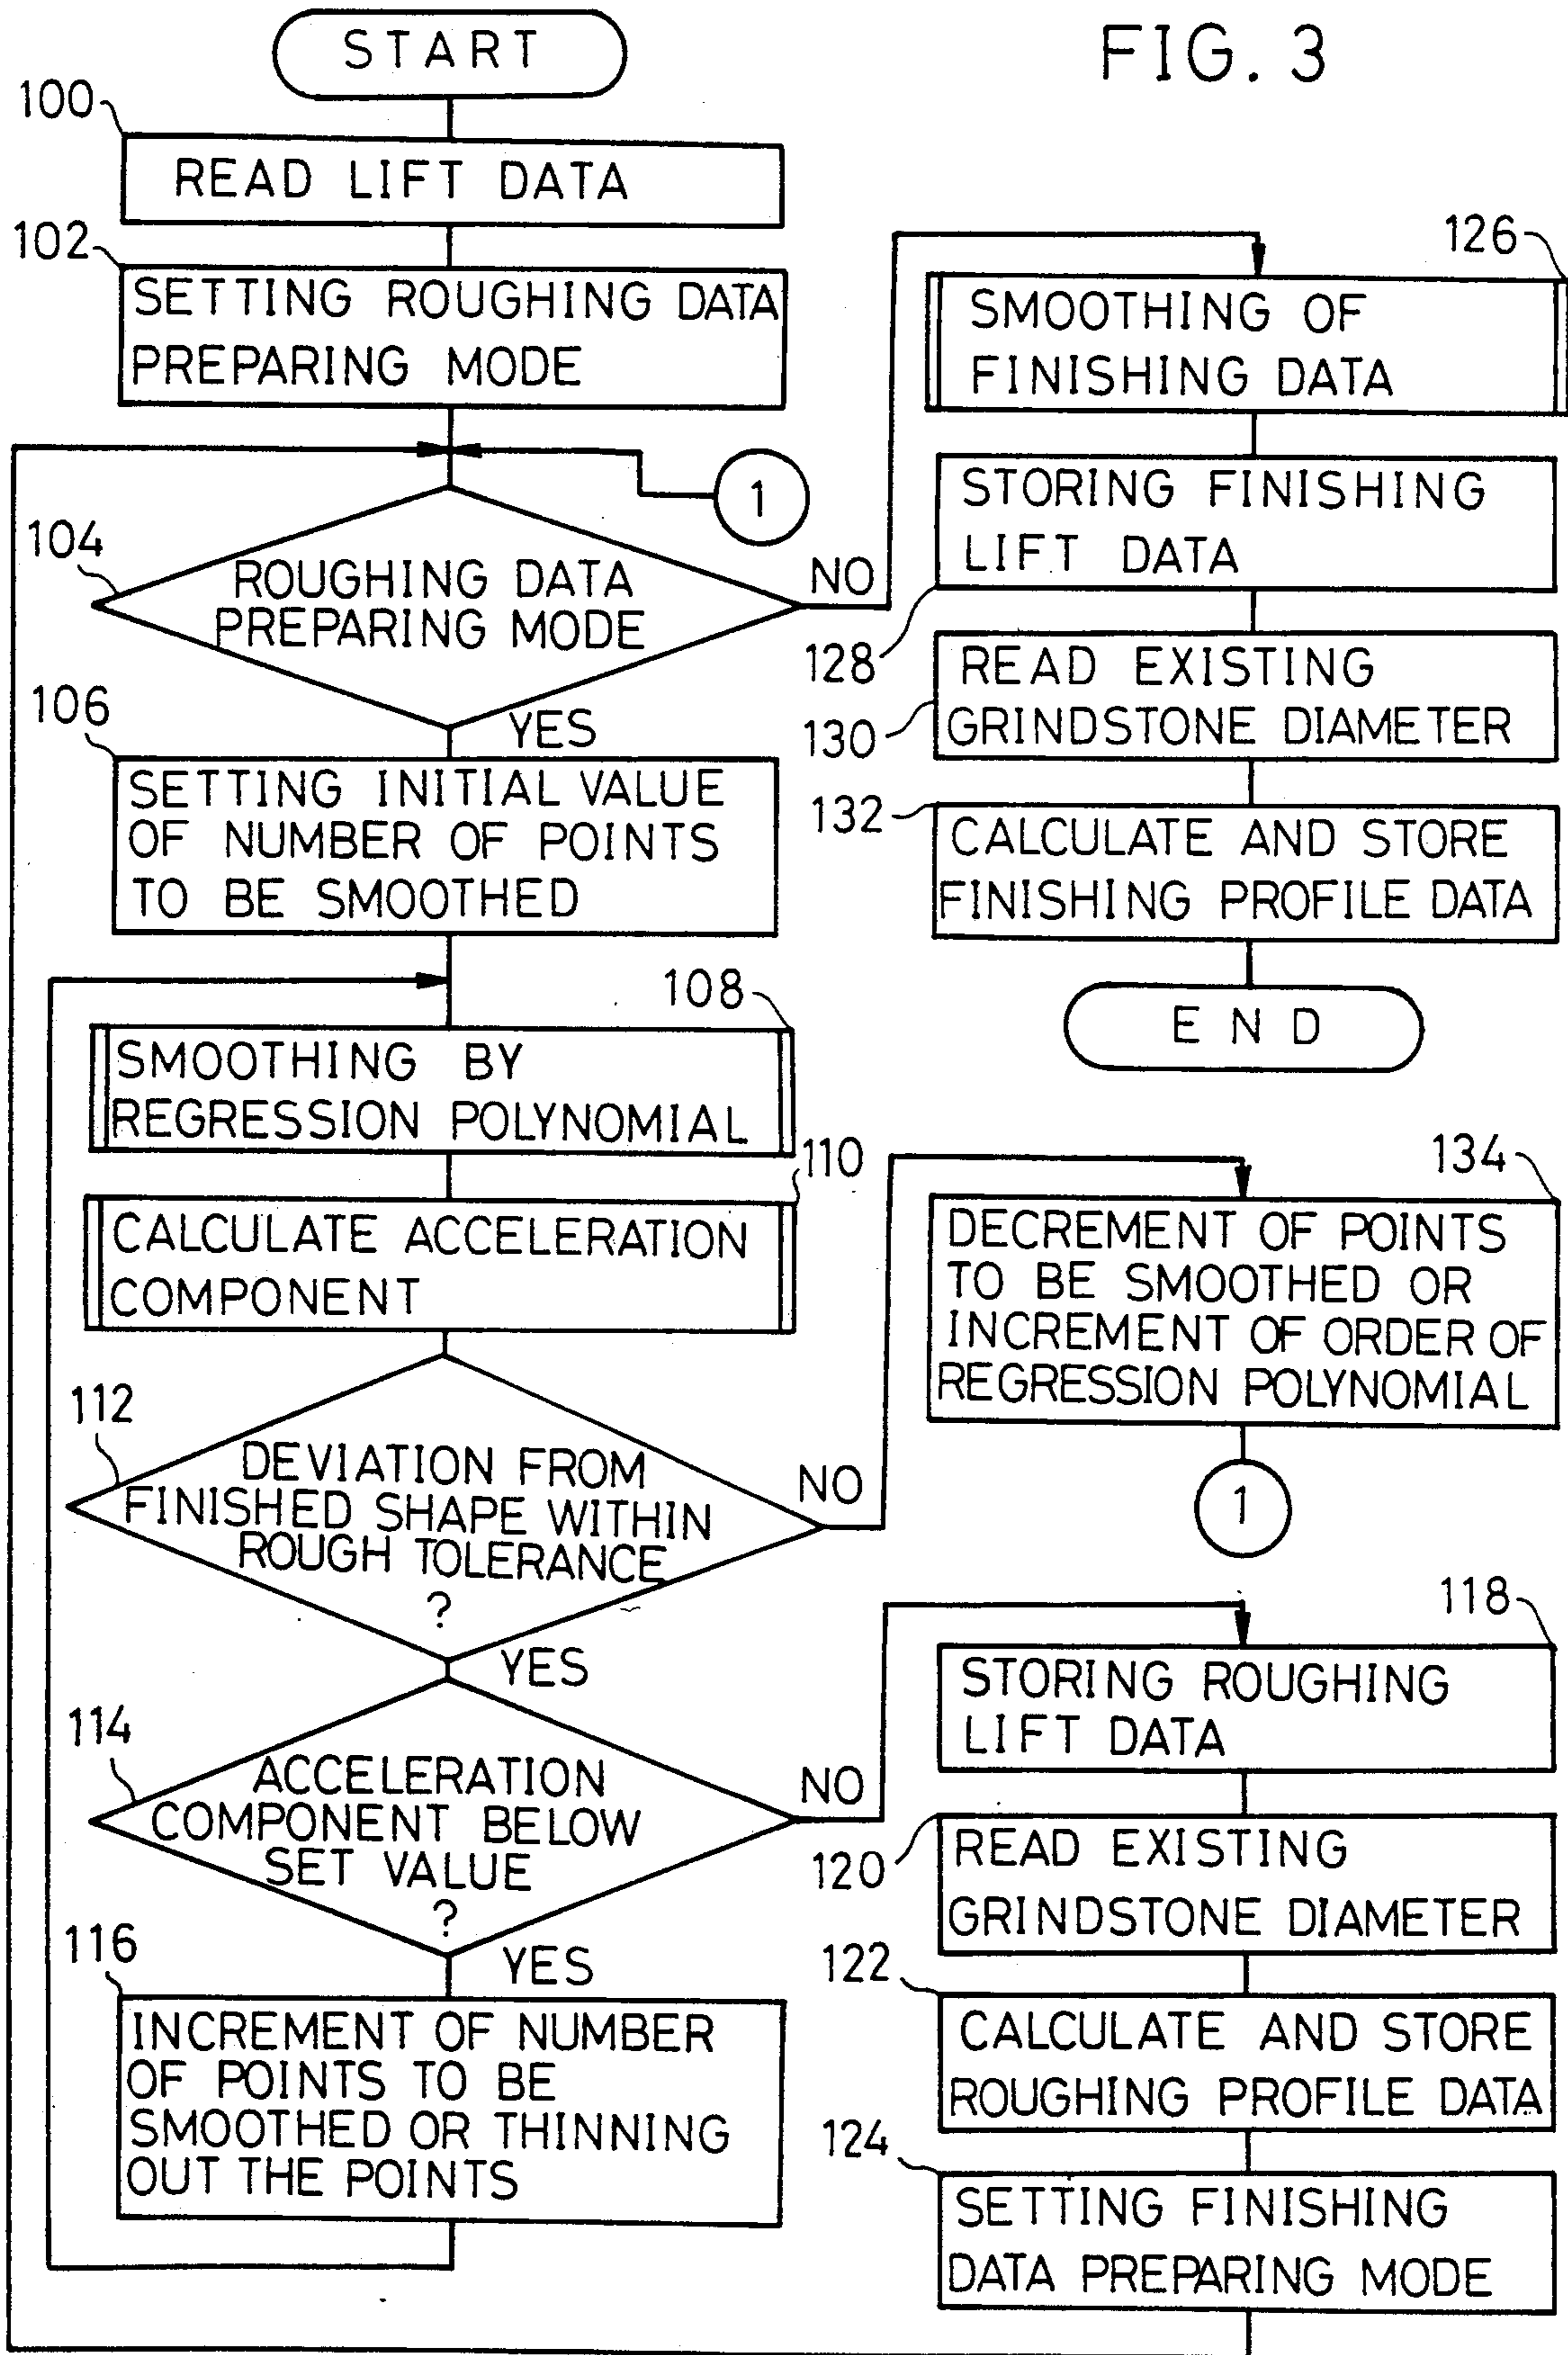 FIG. 3
START
100
READ LIFT DATA
102
SETTING ROUGHING DATA
PREPARING MODE
1
104
ROUGHING DATA
PREPARING MODE
NO
YES
106
SETTING INITIAL VALUE
OF NUMBER OF POINTS
TO BE SMOOTHED
108
SMOOTHING BY
REGRESSION POLYNOMIAL
110
CALCULATE ACCELERATION
COMPONENT
112
DEVIATION FROM
FINISHED SHAPE WITHIN
ROUGH TOLERANCE
?
NO
YES
114
ACCELERATION
COMPONENT BELOW
SET VALUE
?
NO
YES
116
INCREMENT OF NUMBER
OF POINTS TO BE
SMOOTHED OR THINNING
OUT THE POINTS
126
SMOOTHING OF
FINISHING DATA
STORING FINISHING
LIFT DATA
128
READ EXISTING
GRINDSTONE DIAMETER
130
132
CALCULATE AND STORE
FINISHING PROFILE DATA
END
134
DECREMENT OF POINTS
TO BE SMOOTHED OR
INCREMENT OF ORDER OF
REGRESSION POLYNOMIAL
1
118
STORING ROUGHING
LIFT DATA
120
READ EXISTING
GRINDSTONE DIAMETER
122
CALCULATE AND STORE
ROUGHING PROFILE DATA
124
SETTING FINISHING
DATA PREPARING MODE